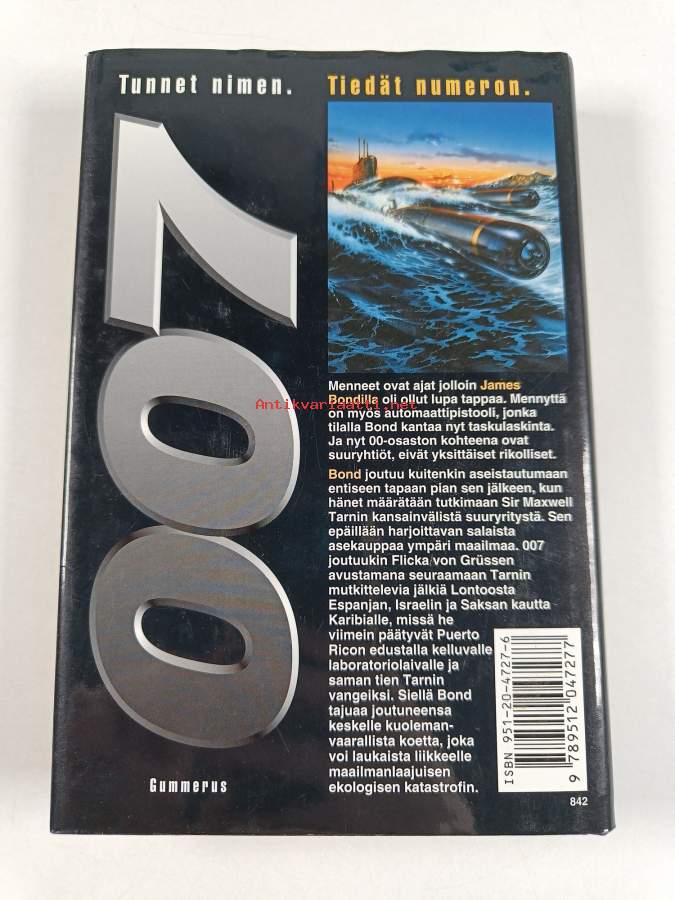 Tunnet nimen. Tiedät numeron.
007
Menneet ovat ajat jolloin James
Bondilla oli ollut lupa tappaa. Mennyttä
on myös automaattipistooli, jonka
tilalla Bond kantaa nyt taskulaskinta.
Ja nyt 00-osaston kohteena ovat
suuryhtiöt, eivät yksittäiset rikolliset.
Bond joutuu kuitenkin aseistautumaan
entiseen tapaan pian sen jälkeen, kun
hänet määrätään tutkimaan Sir Maxwell
Tarnin kansainvälistä suuryritystä. Sen
epäillään harjoittavan salaista
asekauppaa ympäri maailmaa. 007
joutuukin Flicka von Grüssen
avustamana seuraamaan Tarnin
mutkittelevia jälkiä Lontoosta
Espanjan, Israelin ja Saksan kautta
Karibialle, missä he
viimein päätyvät Puerto
Ricon edustalla kelluvalle
laboratoriolaivalle ja
saman tien Tarnin
vangeiksi. Siellä Bond
tajuaa joutuneensa
keskelle kuoleman-
vaarallista koetta, joka
voi laukaista liikkeelle
maailmanlaajuisen
ekologisen katastrofin.
ISBN 951-20-4727-6
9 789512 047277
842
Gummerus
Antikvariaatti.net